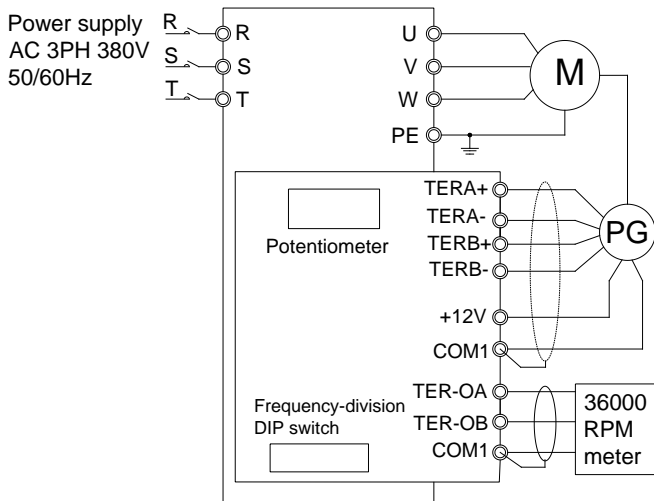 Power supply
AC 3PH 380V
50/60Hz
R
S
T
R
S
T
U
V
W
PE
M
PG
Potentiometer
TERA+
TERA-
TERB+
TERB-
+12V
COM1
Frequency-division
DIP switch
TER-OA
TER-OB
COM1
36000
RPM
meter